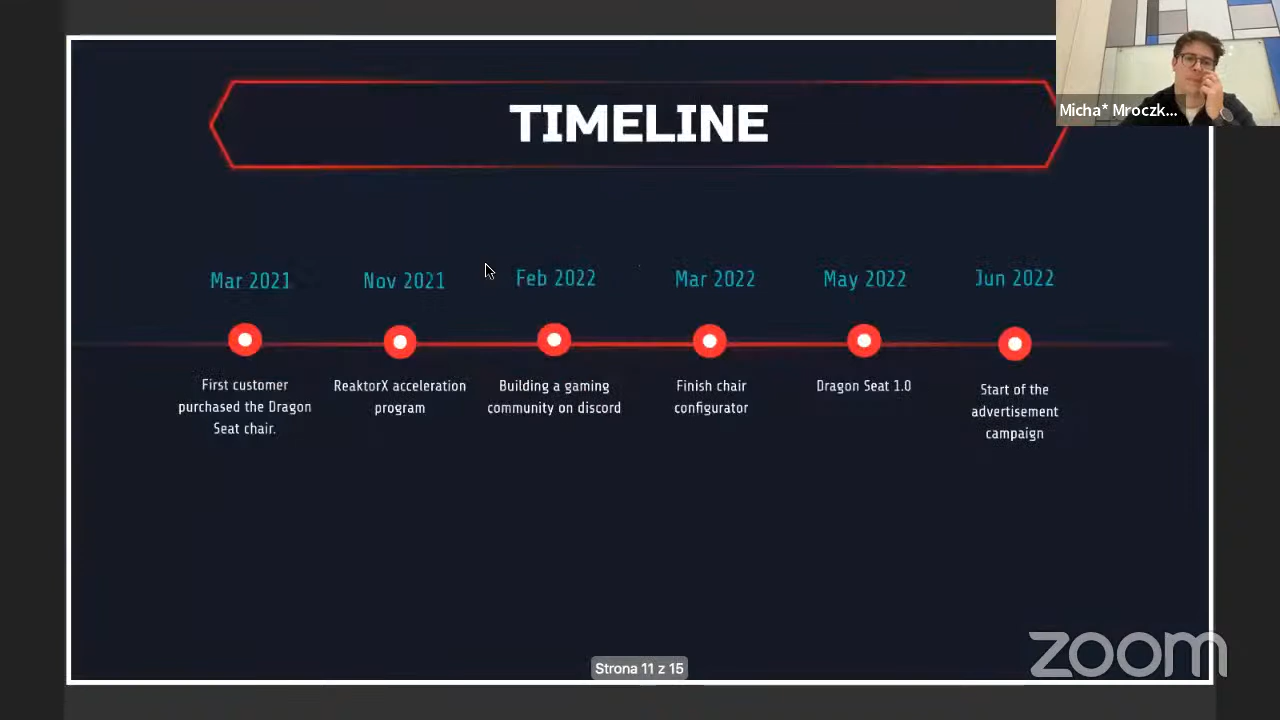 TIMELINE
Micha* Mroczk...
Mar 2021
Nov 2021
Feb 2022
Mar 2022
May 2022
Jun 2022
First customer
purchased the Dragon
Seat chair.
ReaktorX acceleration
program
Building a gaming
community on discord
Finish chair
configurator
Dragon Seat 1.0
Start of the
advertisement
campaign
Strona 11 z 15
zoom